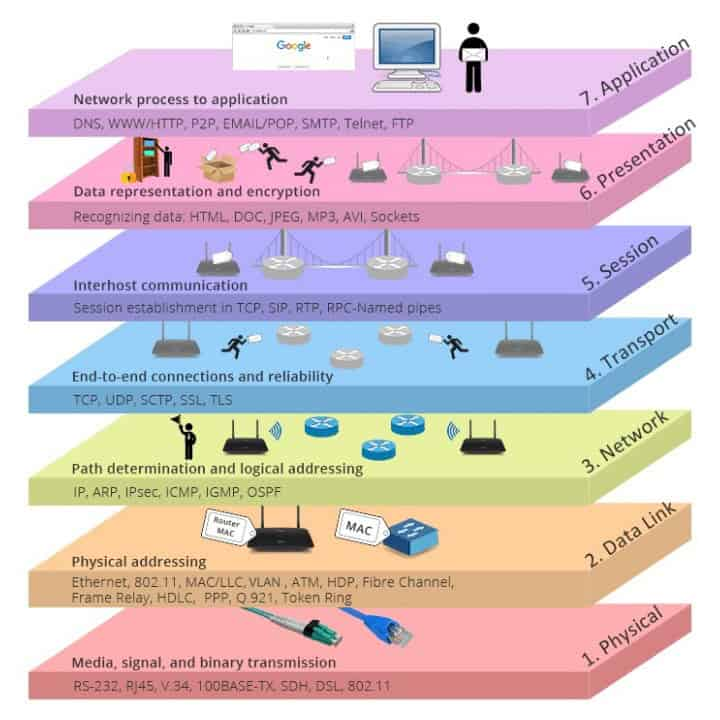 Google
7. Application
Network process to application
DNS, WWW/HTTP, P2P, EMAIL/POP, SMTP, Telnet, FTP
6. Presentation
Data representation and encryption
Recognizing data: HTML, DOC, JPEG, MP3, AVI, Sockets
5. Session
Interhost communication
Session establishment in TCP, SIP, RTP, RPC-Named pipes
4. Transport
End-to-end connections and reliability
TCP, UDP, SCTP, SSL, TLS
3. Network
Path determination and logical addressing
IP, ARP, IPsec, ICMP, IGMP, OSPF
2. Data Link
Router
MAC
MAC
Physical addressing
Ethernet, 802.11, MAC/LLC, VLAN , ATM, HDP, Fibre Channel,
Frame Relay, HDLC, PPP, Q.921, Token Ring
1. Physical
Media, signal, and binary transmission
RS-232, RJ45, V.34, 100BASE-TX, SDH, DSL, 802.11